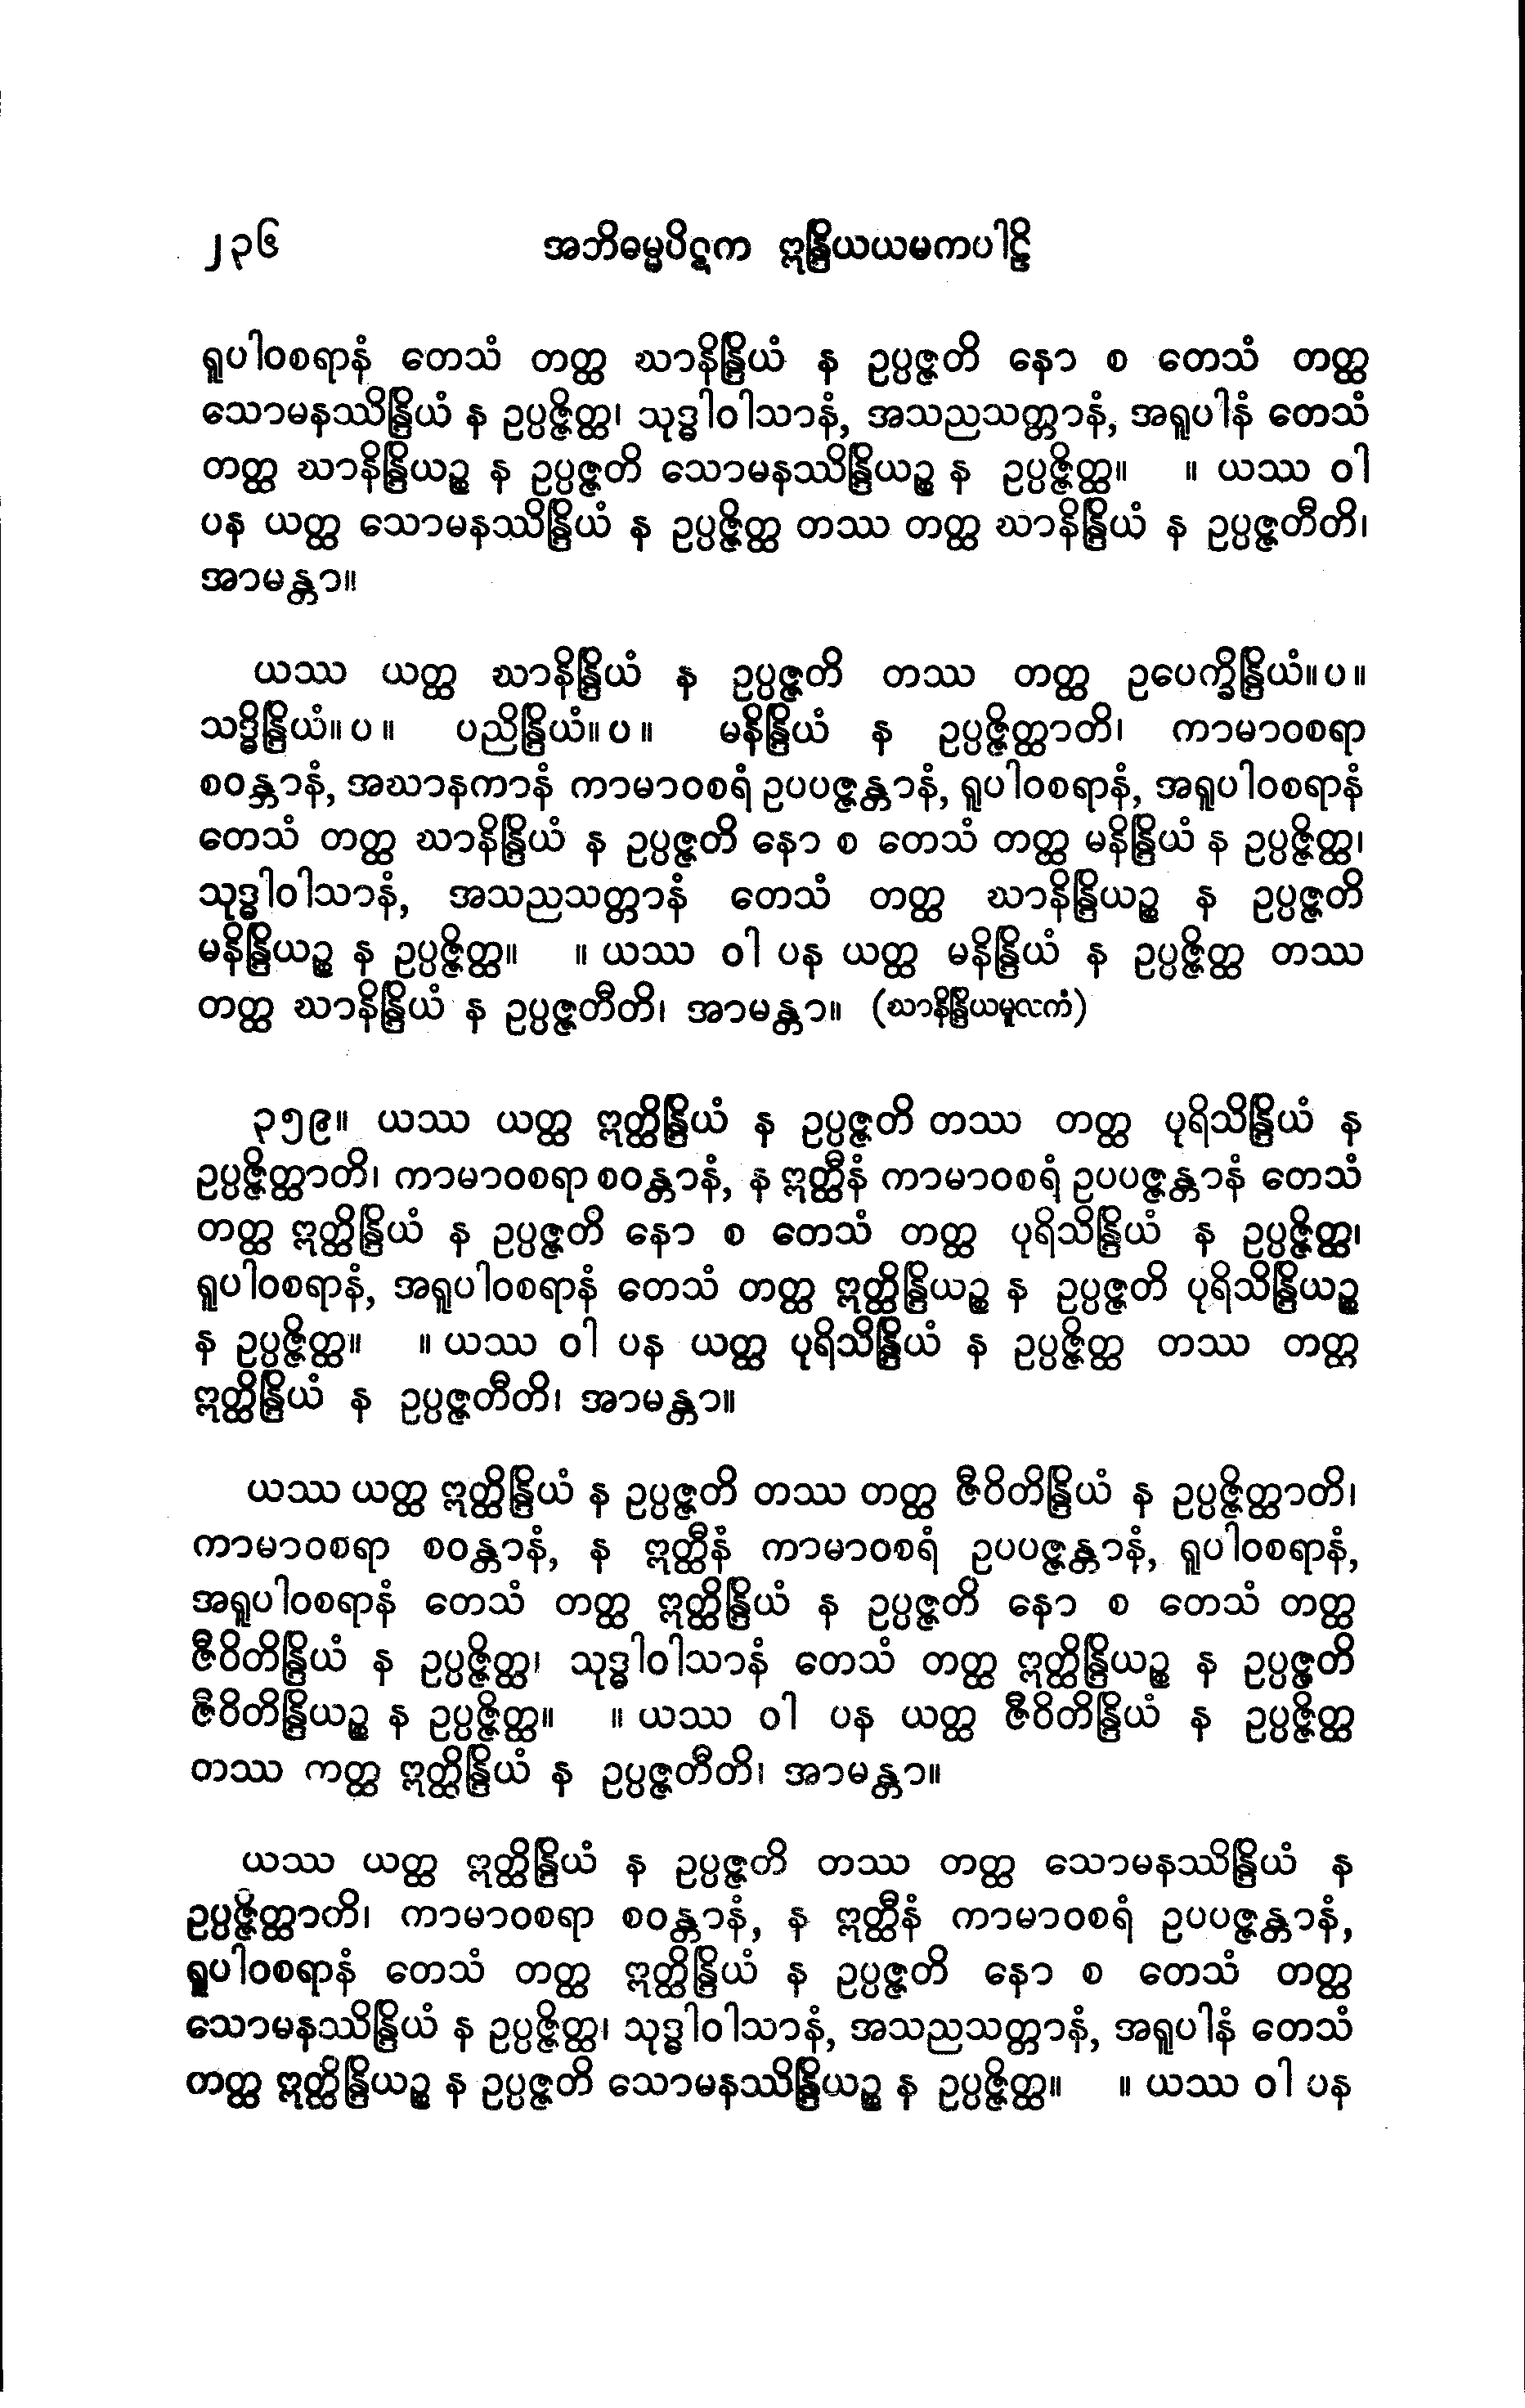 ၂၃၆ အဘိဓမ္မပိဋက ဣန္ဒြိယယမကပါဠိ
ရူပါဝစရာနံ တေသံ တတ္ထ ဃာနိန္ဒြိယံ န ဥပ္ပဇ္ဇတိ နော စ တေသံ တတ္ထ
သောမနဿိန္ဒြိယံ န ဥပ္ပဇ္ဇိတ္ထ၊ သုဒ္ဓါဝါသာနံ, အသညသတ္တာနံ, အရူပါနံ တေသံ
တတ္ထ ဃာနိန္ဒြိယဉ္စ န ဥပ္ပဇ္ဇတိ သောမနဿိန္ဒြိယဉ္စ န ဥပ္ပဇ္ဇိတ္ထ။ ။ ယဿ ဝါ
ပန ယတ္ထ သောမနဿိန္ဒြိယံ န ဥပ္ပဇ္ဇိတ္ထ တဿ တတ္ထ ဃာနိန္ဒြိယံ န ဥပ္ပဇ္ဇတီတိ၊
အာမန္တာ။
ယဿ ယတ္ထ ဃာနိန္ဒြိယံ န ဥပ္ပဇ္ဇတိ တဿ တတ္ထ ဥပေက္ခိန္ဒြိယံ။ပ။
သဒ္ဓိန္ဒြိယံ။ပ။ ပညိန္ဒြိယံ။ပ။ မနိန္ဒြိယံ န ဥပ္ပဇ္ဇိတ္ထာတိ၊ ကာမာဝစရာ
စဝန္တာနံ, အဃာနကာနံ ကာမာဝစရံ ဥပပဇ္ဇန္တာနံ, ရူပါဝစရာနံ, အရူပါဝစရာနံ
တေသံ တတ္ထ ဃာနိန္ဒြိယံ န ဥပ္ပဇ္ဇတိ နော စ တေသံ တတ္ထ မနိန္ဒြိယံ န ဥပ္ပဇ္ဇိတ္ထ၊
သုဒ္ဓါဝါသာနံ, အသညသတ္တာနံ တေသံ တတ္ထ ဃာနိန္ဒြိယဉ္စ န ဥပ္ပဇ္ဇတိ
မနိန္ဒြိယဉ္စ န ဥပ္ပဇ္ဇိတ္ထ။ ။ ယဿ ဝါ ပန ယတ္ထ မနိန္ဒြိယံ န ဥပ္ပဇ္ဇိတ္ထ တဿ
တတ္ထ ဃာနိန္ဒြိယံ န ဥပ္ပဇ္ဇတီတိ၊ အာမန္တာ။ (ဃာနိန္ဒြိယမူလကံ)
၃၅၉။ ယဿ ယတ္ထ ဣတ္ထိန္ဒြိယံ န ဥပ္ပဇ္ဇတိ တဿ တတ္ထ ပုရိသိန္ဒြိယံ န
ဥပ္ပဇ္ဇိတ္ထာတိ၊ ကာမာဝစရာ စဝန္တာနံ, န ဣတ္ထီနံ ကာမာဝစရံ ဥပပဇ္ဇန္တာနံ တေသံ
တတ္ထ ဣတ္ထိန္ဒြိယံ န ဥပ္ပဇ္ဇတိ နော စ တေသံ တတ္ထ ပုရိသိန္ဒြိယံ န ဥပ္ပဇ္ဇိတ္ထ၊
ရူပါဝစရာနံ, အရူပါဝစရာနံ တေသံ တတ္ထ ဣတ္ထိန္ဒြိယဉ္စ န ဥပ္ပဇ္ဇတိ ပုရိသိန္ဒြိယဉ္စ
န ဥပ္ပဇ္ဇိတ္ထ။ ။ ယဿ ဝါ ပန ယတ္ထ ပုရိသိန္ဒြိယံ န ဥပ္ပဇ္ဇိတ္ထ တဿ တတ္ထ
ဣတ္ထိန္ဒြိယံ န ဥပ္ပဇ္ဇတီတိ၊ အာမန္တာ။
ယဿ ယတ္ထ ဣတ္ထိန္ဒြိယံ န ဥပ္ပဇ္ဇတိ တဿ တတ္ထ ဇီဝိတိန္ဒြိယံ န ဥပ္ပဇ္ဇိတ္ထာတိ၊
ကာမာဝစရာ စဝန္တာနံ, န ဣတ္ထီနံ ကာမာဝစရံ ဥပပဇ္ဇန္တာနံ, ရူပါဝစရာနံ,
အရူပါဝစရာနံ တေသံ တတ္ထ ဣတ္ထိန္ဒြိယံ န ဥပ္ပဇ္ဇတိ နော စ တေသံ တတ္ထ
ဇီဝိတိန္ဒြိယံ န ဥပ္ပဇ္ဇိတ္ထ၊ သုဒ္ဓါဝါသာနံ တေသံ တတ္ထ ဣတ္ထိန္ဒြိယဉ္စ န ဥပ္ပဇ္ဇတိ
ဇီဝိတိန္ဒြိယဉ္စ န ဥပ္ပဇ္ဇိတ္ထ။ ။ ယဿ ဝါ ပန ယတ္ထ ဇီဝိတိန္ဒြိယံ န ဥပ္ပဇ္ဇိတ္ထ
တဿ ကတ္ထ ဣတ္ထိန္ဒြိယံ န ဥပ္ပဇ္ဇတီတိ၊ အာမန္တာ။
ယဿ ယတ္ထ ဣတ္ထိန္ဒြိယံ န ဥပ္ပဇ္ဇတိ တဿ တတ္ထ သောမနဿိန္ဒြိယံ န
ဥပ္ပဇ္ဇိတ္ထာတိ၊ ကာမာဝစရာ စဝန္တာနံ, န ဣတ္ထီနံ ကာမာဝစရံ ဥပပဇ္ဇန္တာနံ,
ရူပါဝစရာနံ တေသံ တတ္ထ ဣတ္ထိန္ဒြိယံ န ဥပ္ပဇ္ဇတိ နော စ တေသံ တတ္ထ
သောမနဿိန္ဒြိယံ န ဥပ္ပဇ္ဇိတ္ထ၊ သုဒ္ဓါဝါသာနံ, အသညသတ္တာနံ, အရူပါနံ တေသံ
တတ္ထ ဣတ္ထိန္ဒြိယဉ္စ န ဥပ္ပဇ္ဇတိ သောမနဿိန္ဒြိယဉ္စ န ဥပ္ပဇ္ဇိတ္ထ။ ။ ယဿ ဝါ ပန